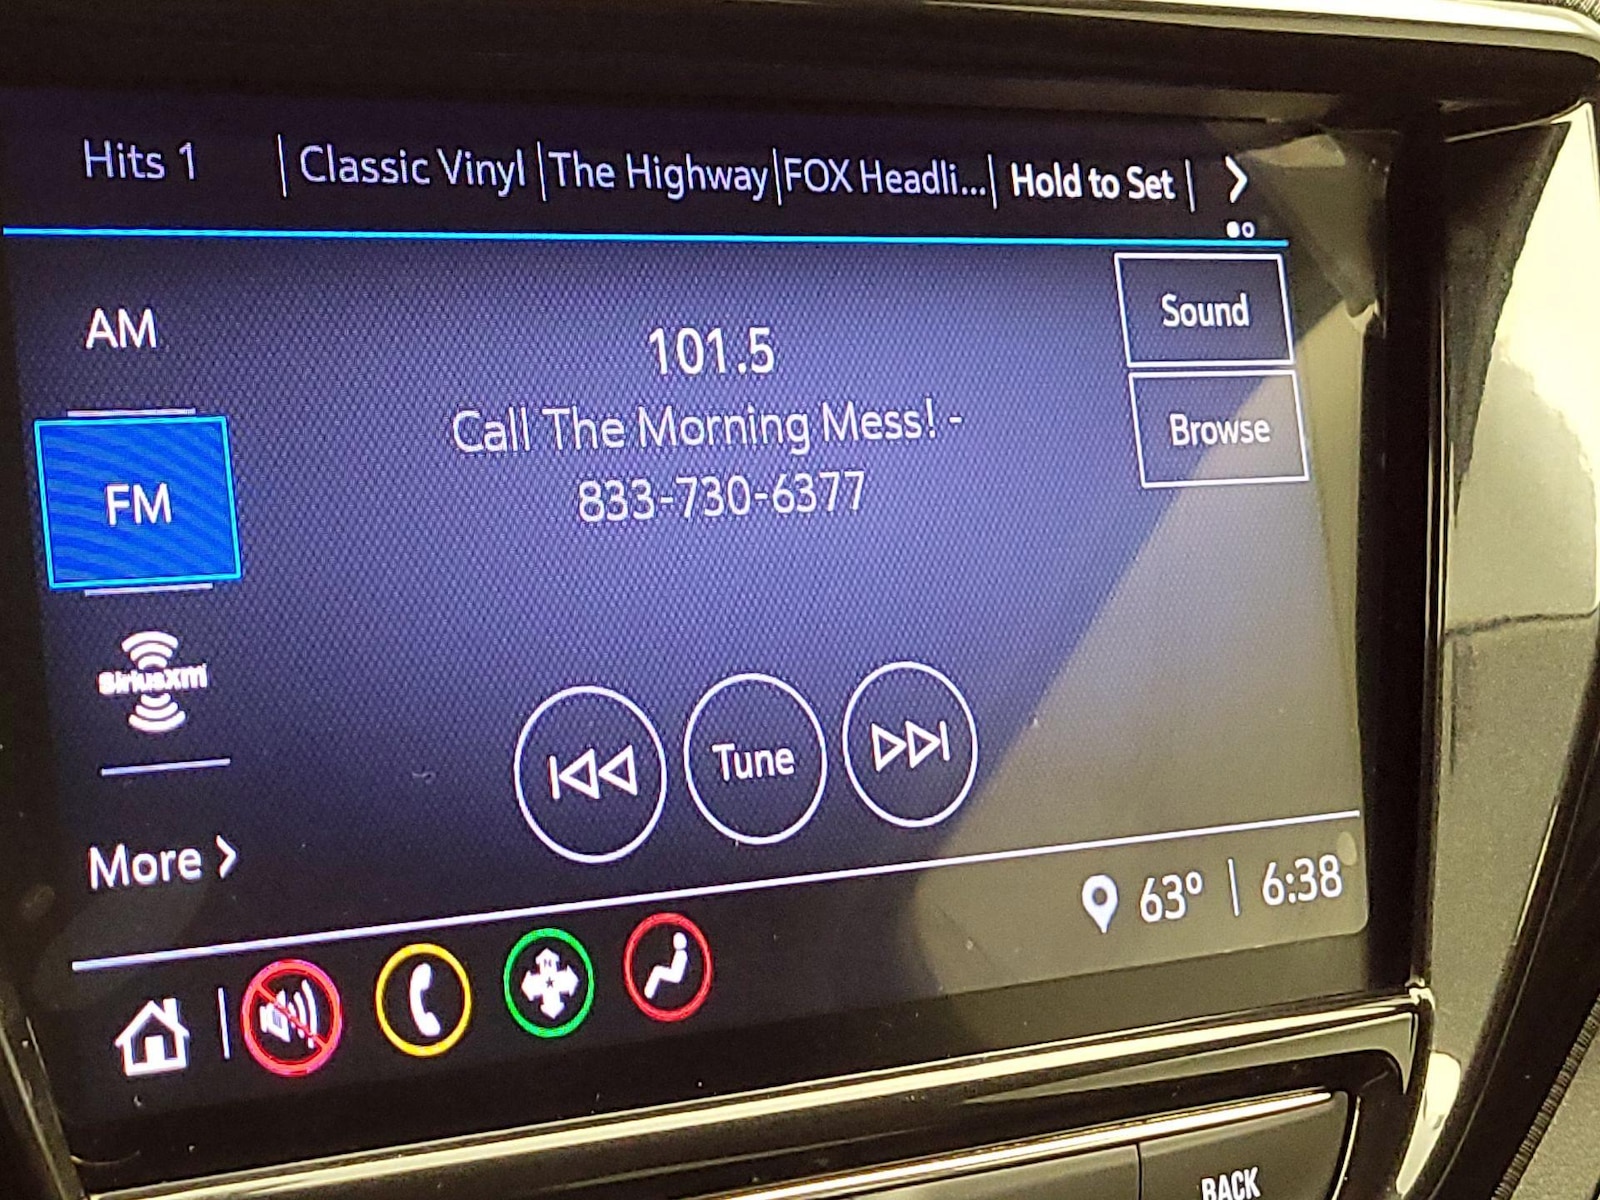 Hits 1 | Classic Vinyl | The Highway | FOX Headli... | Hold to Set |
AM
101.5
Sound
Call The Morning Mess! -
Browse
FM
833-730-6377
siriusxm
Tune
More
63° | 6:38
BACK